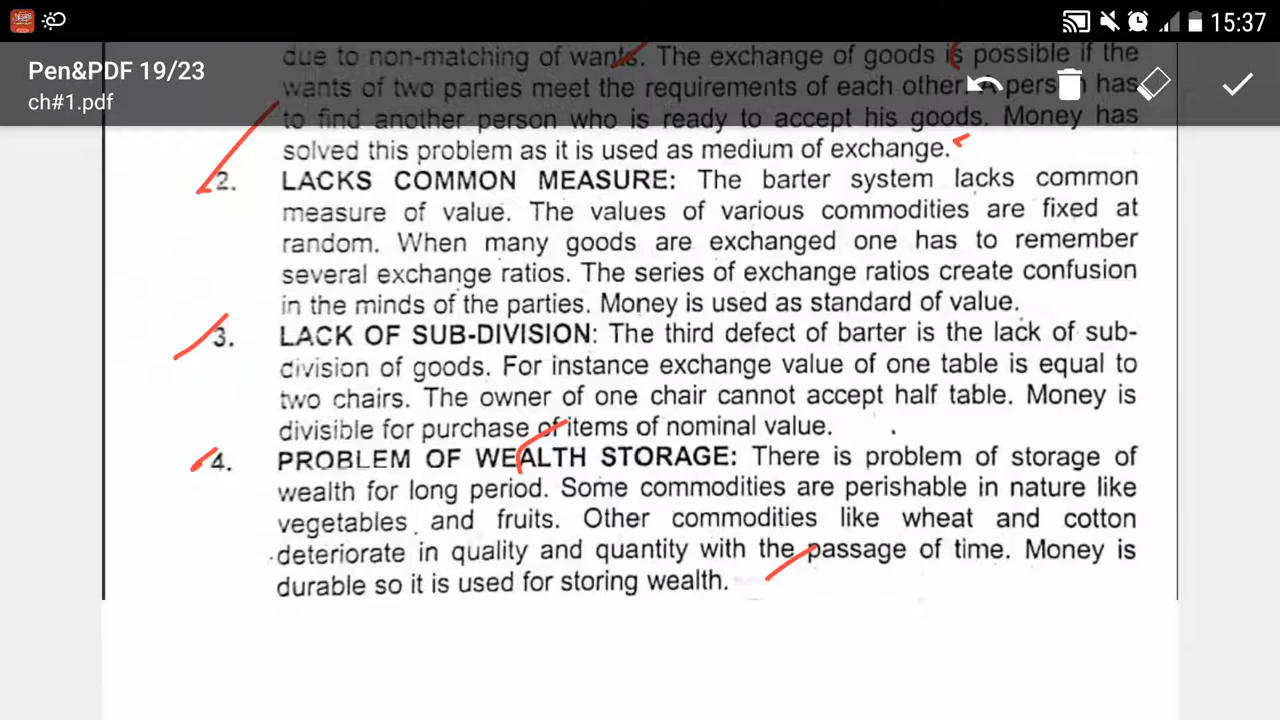 15:37
Pen&PDF 19/23
ch#1.pdf
due to non-matching of wants. The exchange of goods is possible if the
wants of two parties meet the requirements of each other. A person has
to find another person who is ready to accept his goods. Money has
solved this problem as it is used as medium of exchange.
2. LACKS COMMON MEASURE: The barter system lacks common
measure of value. The values of various commodities are fixed at
random. When many goods are exchanged one has to remember
several exchange ratios. The series of exchange ratios create confusion
in the minds of the parties. Money is used as standard of value.
3. LACK OF SUB-DIVISION: The third defect of barter is the lack of sub-
division of goods. For instance exchange value of one table is equal to
two chairs. The owner of one chair cannot accept half table. Money is
divisible for purchase of items of nominal value.
4. PROBLEM OF WEALTH STORAGE: There is problem of storage of
wealth for long period. Some commodities are perishable in nature like
vegetables and fruits. Other commodities like wheat and cotton
deteriorate in quality and quantity with the passage of time. Money is
durable so it is used for storing wealth.